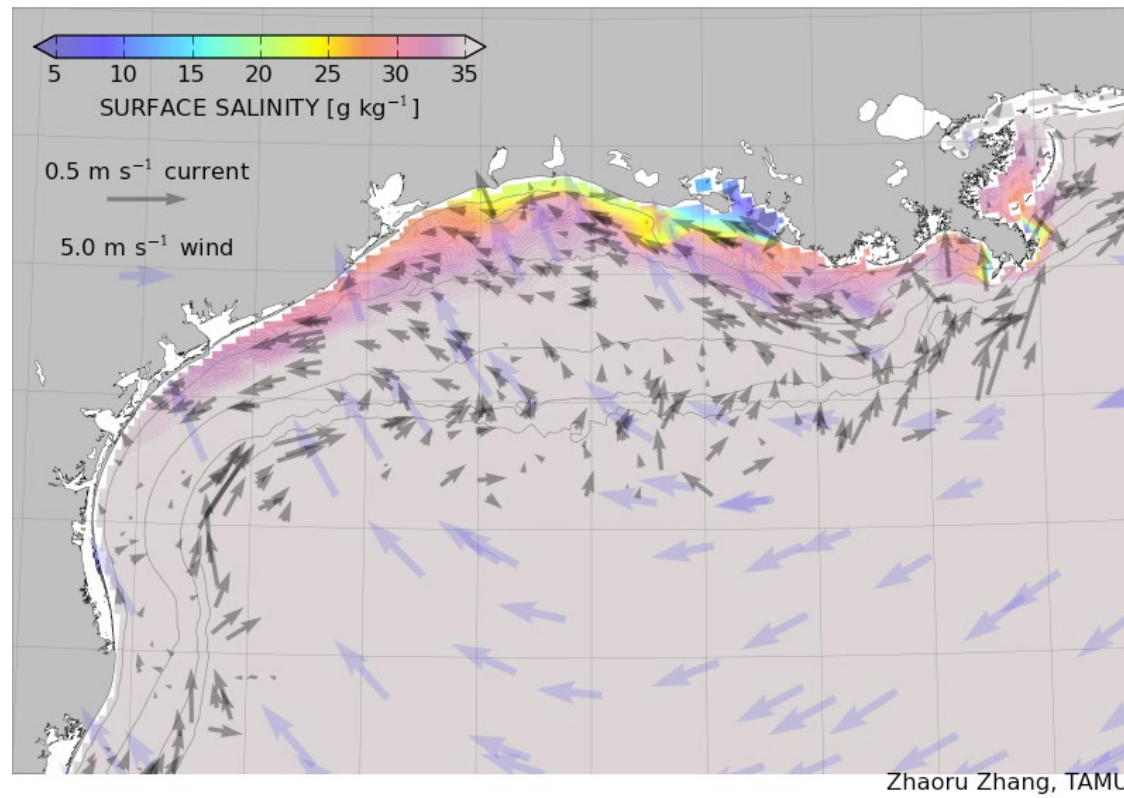 5 10 15 20 25 30 35
SURFACE SALINITY [g kg⁻¹]
0.5 m s⁻¹ current
5.0 m s⁻¹ wind
Zhaoru Zhang, TAMU